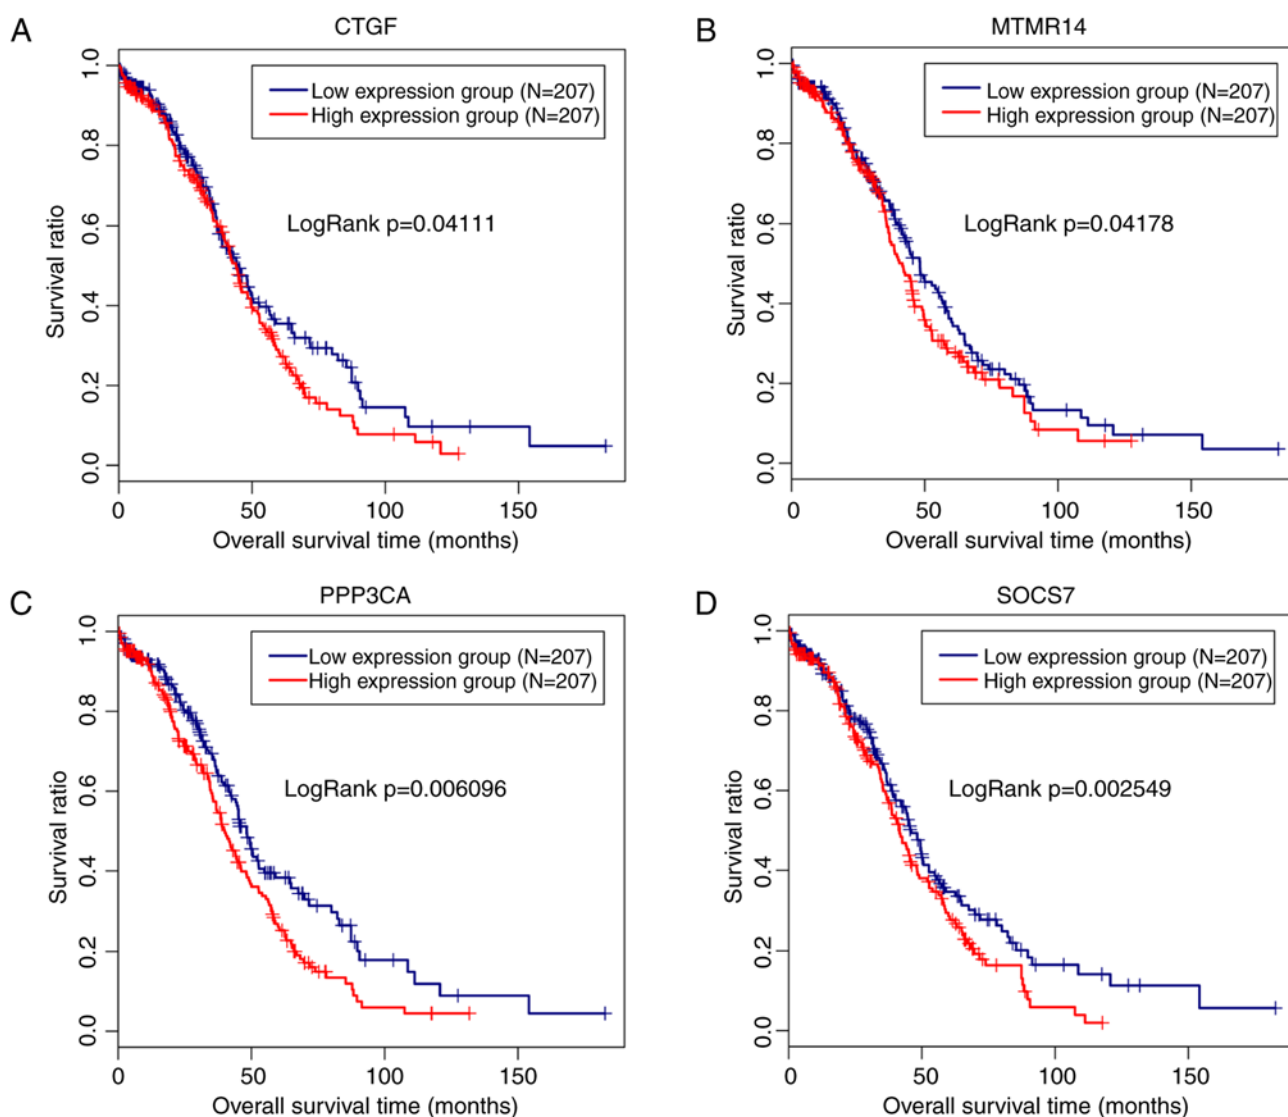 A
CTGF
Survival ratio
1.0
0.8
0.6
0.4
0.2
0.0
Low expression group (N=207)
High expression group (N=207)
LogRank p=0.04111
0 50 100 150
Overall survival time (months)
B
MTMR14
Survival ratio
1.0
0.8
0.6
0.4
0.2
0.0
Low expression group (N=207)
High expression group (N=207)
LogRank p=0.04178
0 50 100 150
Overall survival time (months)
C
PPP3CA
Survival ratio
1.0
0.8
0.6
0.4
0.2
0.0
Low expression group (N=207)
High expression group (N=207)
LogRank p=0.006096
0 50 100 150
Overall survival time (months)
D
SOCS7
Survival ratio
1.0
0.8
0.6
0.4
0.2
0.0
Low expression group (N=207)
High expression group (N=207)
LogRank p=0.002549
0 50 100 150
Overall survival time (months)